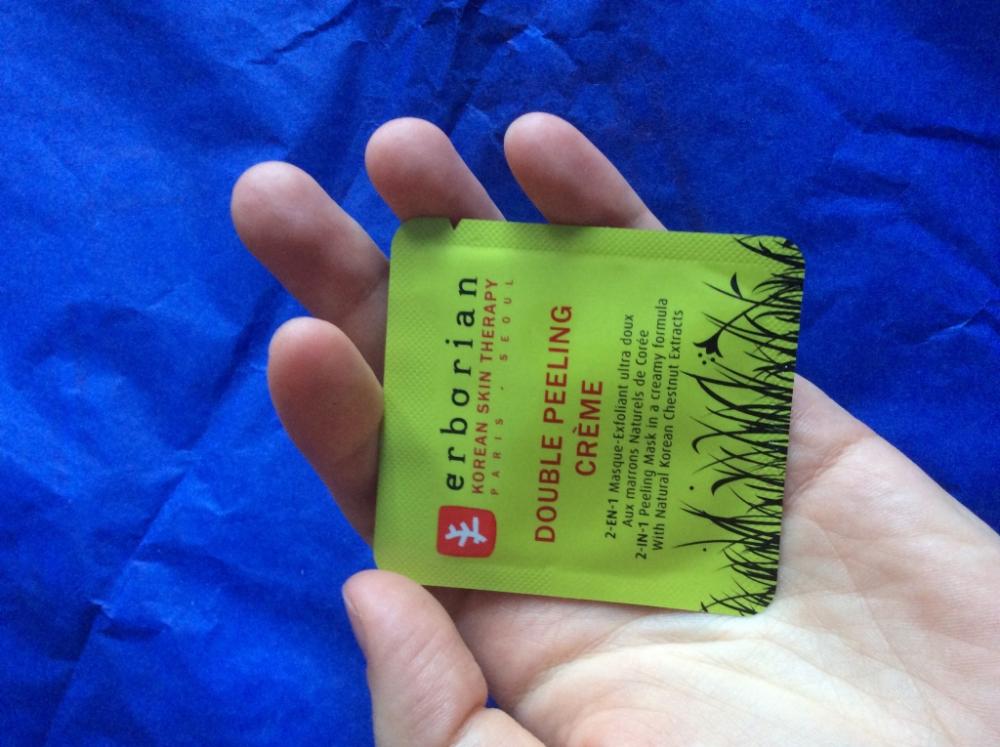 erborian
KOREAN SKIN THERAPY
PARIS . SEOUL
DOUBLE PEELING
CRÈME
2-EN-1 Masque-Exfoliant ultra doux
Aux marrons Naturels de Corée
2-IN-1 Peeling Mask in a creamy formula
With Natural Korean Chestnut Extracts